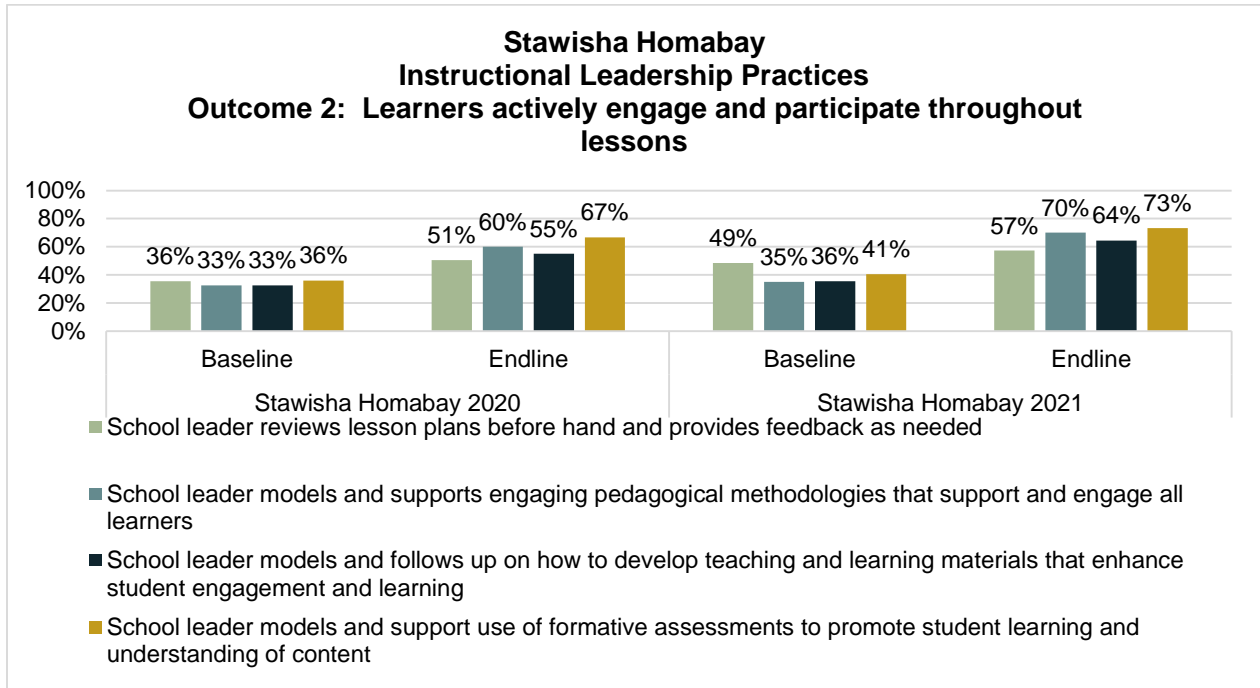 Stawisha Homabay
Instructional Leadership Practices
Outcome 2:  Learners actively engage and participate throughout
lessons
100%
80%
60%
40%
20%
0%
36%
33%
33%
36%
51%
60%
55%
67%
49%
35%
36%
41%
57%
70%
64%
73%
Baseline
Endline
Baseline
Endline
Stawisha Homabay 2020
Stawisha Homabay 2021
School leader reviews lesson plans before hand and provides feedback as needed
School leader models and supports engaging pedagogical methodologies that support and engage all
learners
School leader models and follows up on how to develop teaching and learning materials that enhance
student engagement and learning
School leader models and support use of formative assessments to promote student learning and
understanding of content